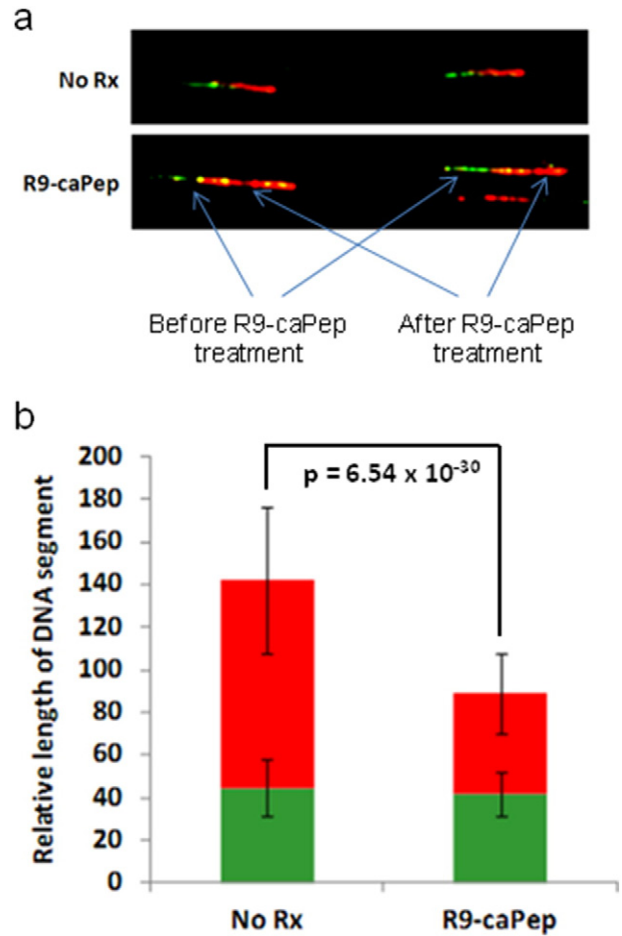 a
No Rx
R9-caPep
Before R9-caPep
treatment
After R9-caPep
treatment
b
Relative length of DNA segment
200
180
160
140
120
100
80
60
40
20
0
p = 6.54 x 10⁻³⁰
No Rx
R9-caPep